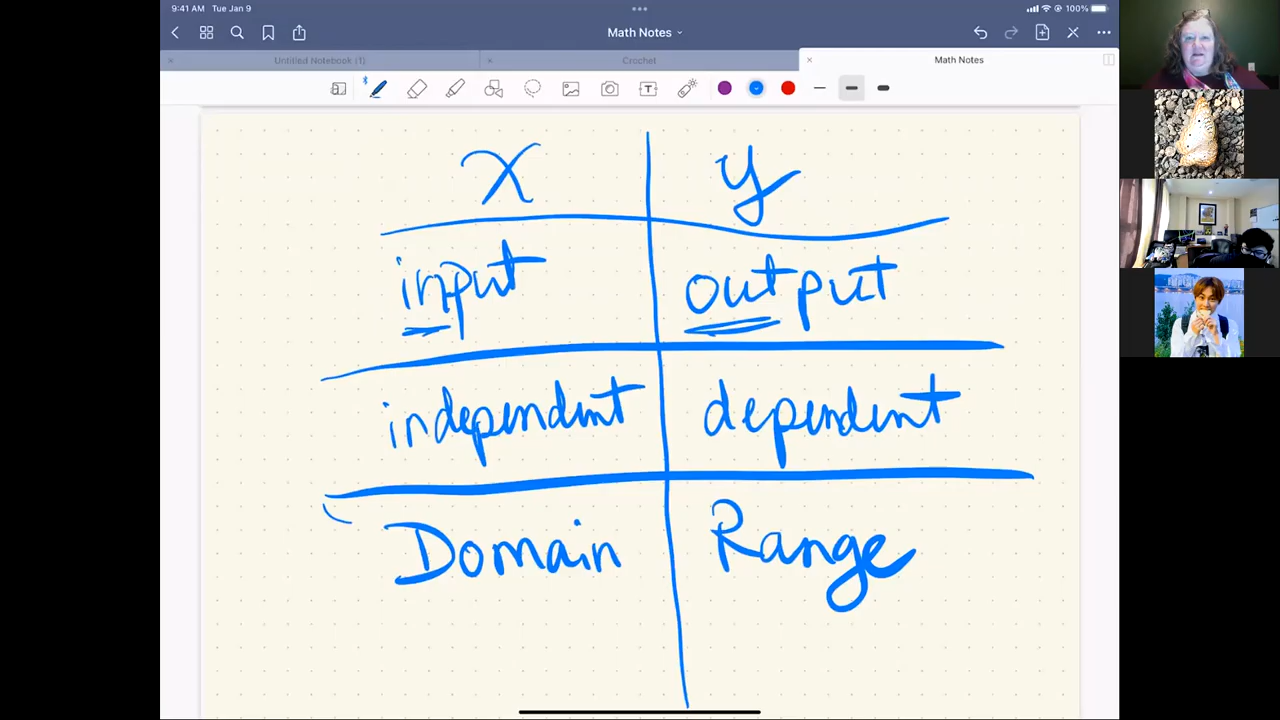 9:41 AM Tue Jan 9
100%
Math Notes
Untitled Notebook (1)
Crochet
Math Notes
T
x y
input output
independent dependent
Domain Range